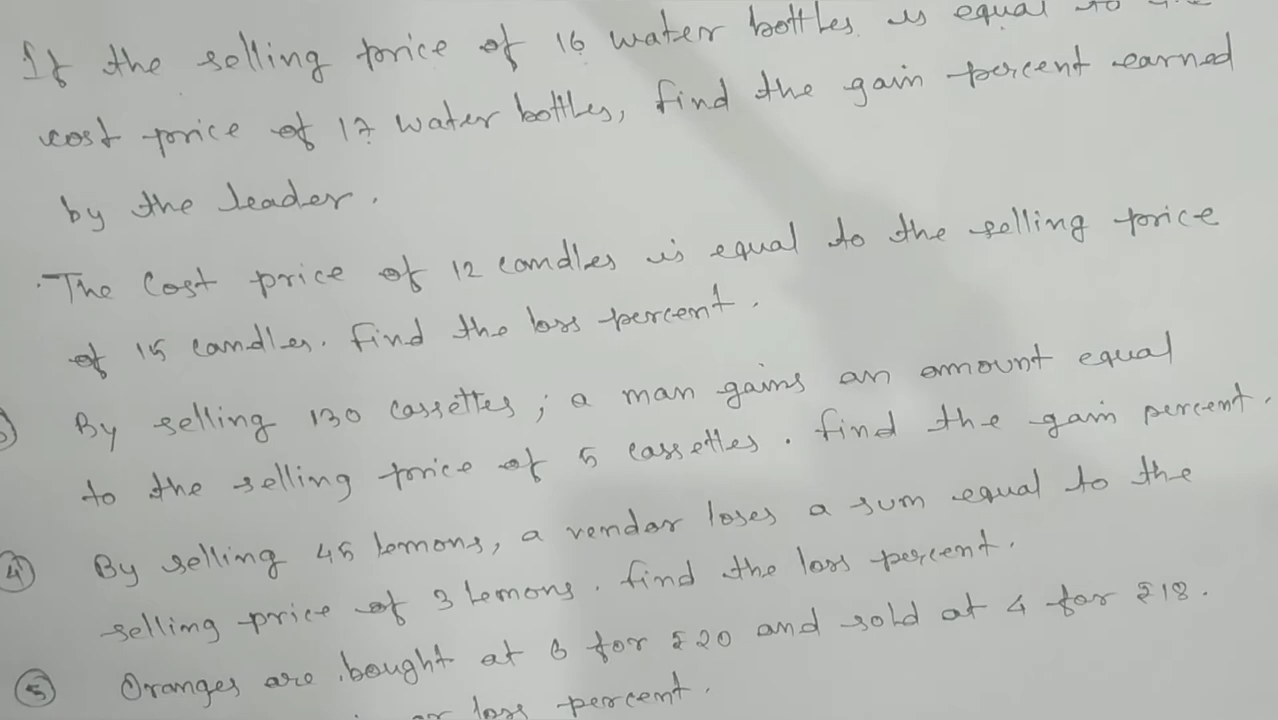 If the selling price of 16 water bottles is equal to the
cost price of 17 water bottles, find the gain percent earned
by the leader.
The Cost price of 12 candles is equal to the selling price
of 15 candles. find the loss percent.
By selling 130 cassettes; a man gains an amount equal
to the selling price of 5 cassettes. find the gain percent.
④ By selling 45 lemons, a vendor loses a sum equal to the
selling price of 3 lemons. find the loss percent.
⑤ Oranges are bought at 6 for ₹20 and sold at 4 for ₹18.
or loss percent.